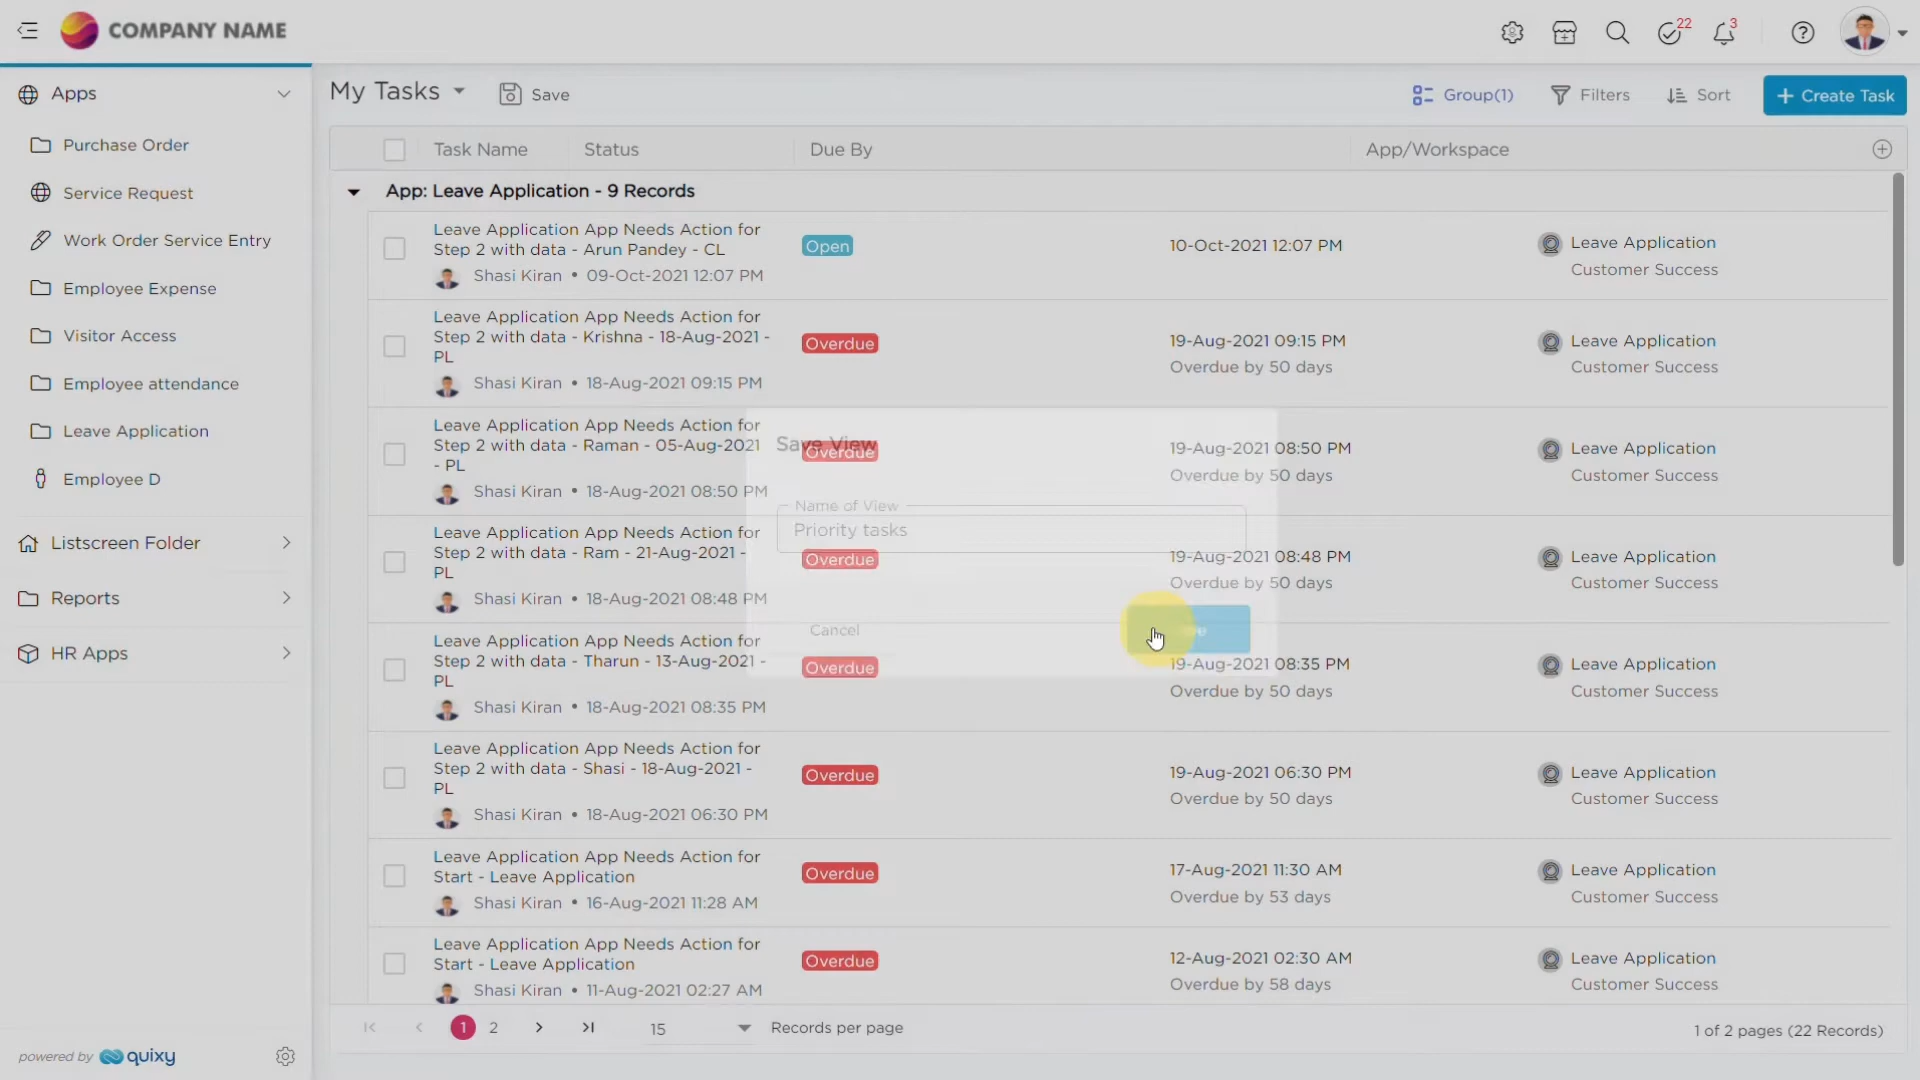 COMPANY NAME
22
3
Apps
Purchase Order
Service Request
Work Order Service Entry
Employee Expense
Visitor Access
Employee attendance
Leave Application
Employee D
Listscreen Folder
Reports
HR Apps
powered by quixy
My Tasks
Save
Group(1)
Filters
Sort
+ Create Task
Task Name Status Due By App/Workspace
App: Leave Application - 9 Records
Leave Application App Needs Action for
Step 2 with data - Arun Pandey - CL
Shasi Kiran • 09-Oct-2021 12:07 PM
Open
10-Oct-2021 12:07 PM
Leave Application
Customer Success
Leave Application App Needs Action for
Step 2 with data - Krishna - 18-Aug-2021 -
PL
Shasi Kiran • 18-Aug-2021 09:15 PM
Overdue
19-Aug-2021 09:15 PM
Overdue by 50 days
Leave Application
Customer Success
Leave Application App Needs Action for
Step 2 with data - Raman - 05-Aug-2021
- PL
Shasi Kiran • 18-Aug-2021 08:50 PM
Overdue
19-Aug-2021 08:50 PM
Overdue by 50 days
Leave Application
Customer Success
Leave Application App Needs Action for
Step 2 with data - Ram - 21-Aug-2021 -
PL
Shasi Kiran • 18-Aug-2021 08:48 PM
Overdue
19-Aug-2021 08:48 PM
Overdue by 50 days
Leave Application
Customer Success
Leave Application App Needs Action for
Step 2 with data - Tharun - 13-Aug-2021 -
PL
Shasi Kiran • 18-Aug-2021 08:35 PM
Overdue
19-Aug-2021 08:35 PM
Overdue by 50 days
Leave Application
Customer Success
Leave Application App Needs Action for
Step 2 with data - Shasi - 18-Aug-2021 -
PL
Shasi Kiran • 18-Aug-2021 06:30 PM
Overdue
19-Aug-2021 06:30 PM
Overdue by 50 days
Leave Application
Customer Success
Leave Application App Needs Action for
Start - Leave Application
Shasi Kiran • 16-Aug-2021 11:28 AM
Overdue
17-Aug-2021 11:30 AM
Overdue by 53 days
Leave Application
Customer Success
Leave Application App Needs Action for
Start - Leave Application
Shasi Kiran • 11-Aug-2021 02:27 AM
Overdue
12-Aug-2021 02:30 AM
Overdue by 58 days
Leave Application
Customer Success
Save View
Name of View
Priority tasks
Cancel
1 2
15
Records per page
1 of 2 pages (22 Records)